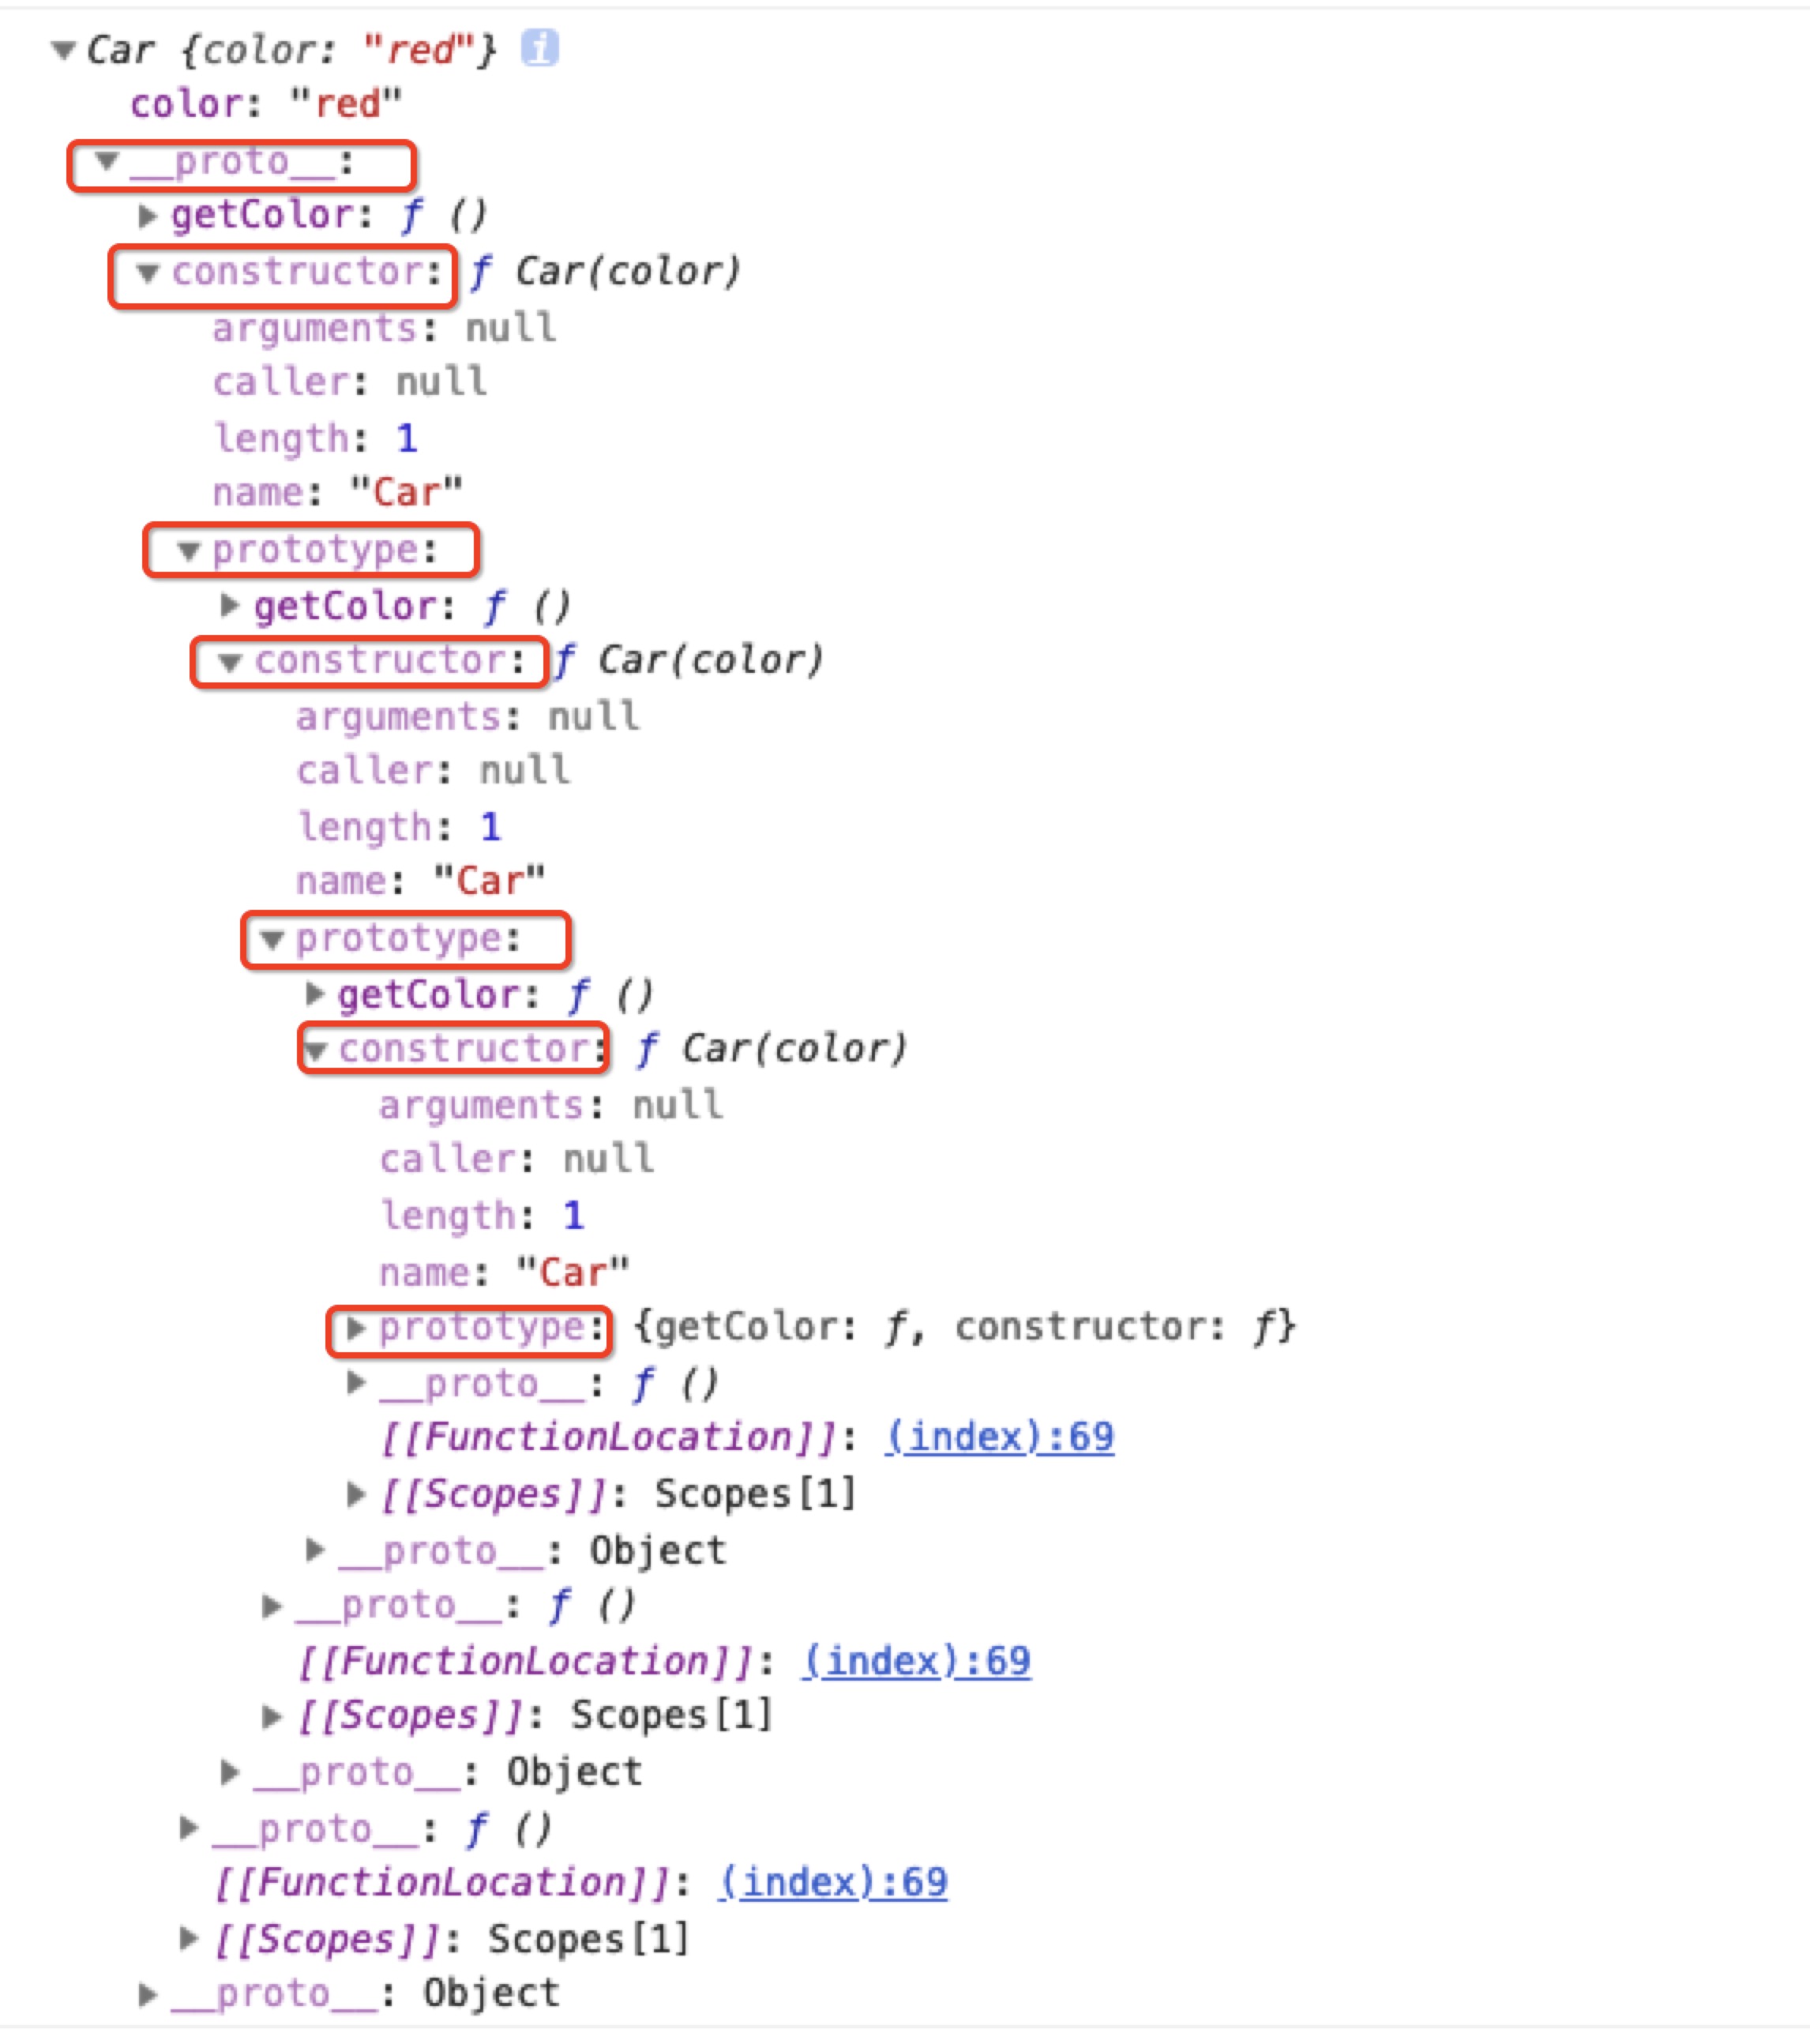 Car {color: "red"} i
color: "red"
__proto__:
getColor: ƒ ()
constructor: ƒ Car(color)
arguments: null
caller: null
length: 1
name: "Car"
prototype:
getColor: ƒ ()
constructor: ƒ Car(color)
arguments: null
caller: null
length: 1
name: "Car"
prototype:
getColor: ƒ ()
constructor: ƒ Car(color)
arguments: null
caller: null
length: 1
name: "Car"
prototype: {getColor: ƒ, constructor: ƒ}
__proto__: ƒ ()
[[FunctionLocation]]: (index):69
[[Scopes]]: Scopes[1]
__proto__: Object
__proto__: ƒ ()
[[FunctionLocation]]: (index):69
[[Scopes]]: Scopes[1]
__proto__: Object
__proto__: ƒ ()
[[FunctionLocation]]: (index):69
[[Scopes]]: Scopes[1]
__proto__: Object